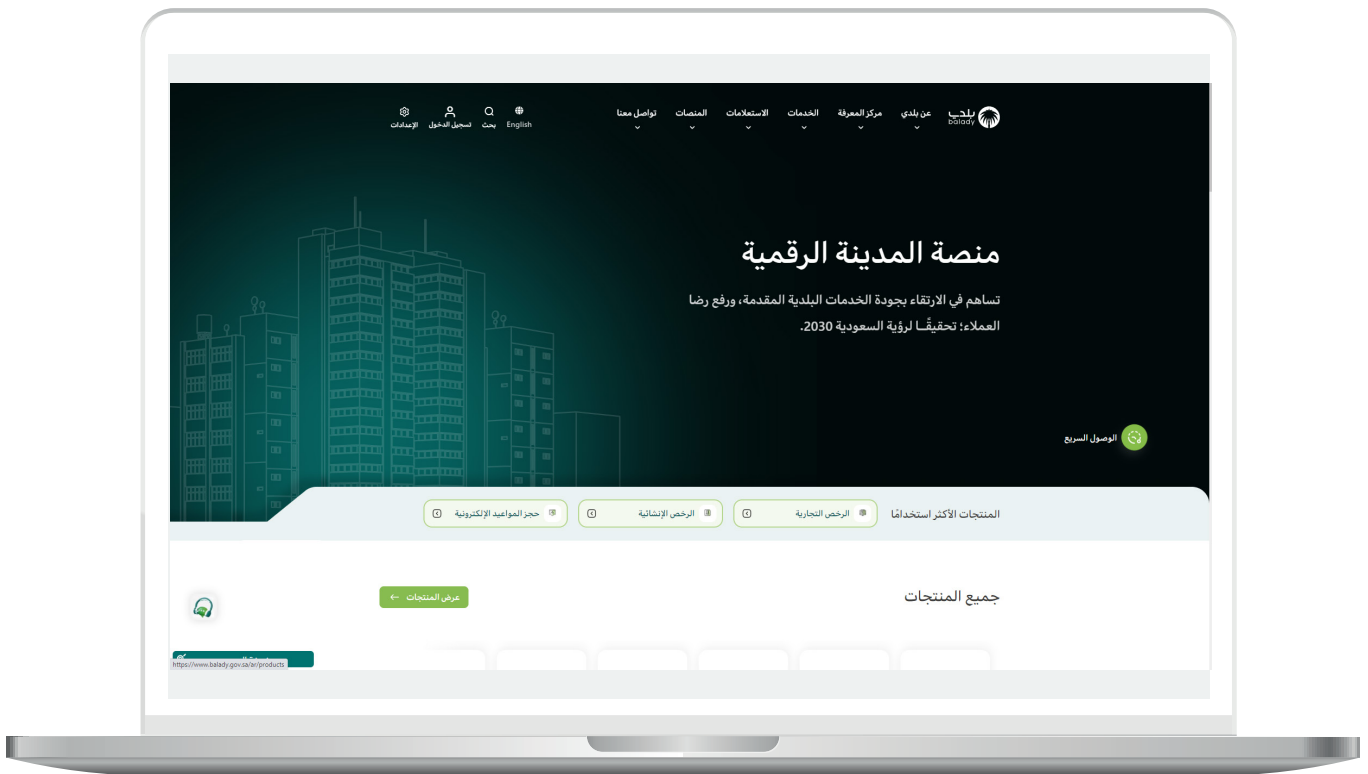 بلدي
balady
عن بلدي
مركز المعرفة
الخدمات
الاستعلامات
المنصات
تواصل معنا
English
بحث
تسجيل الدخول
الإعدادات
منصة المدينة الرقمية
تساهم في الارتقاء بجودة الخدمات البلدية المقدمة، ورفع رضا
العملاء؛ تحقيقًـا لرؤية السعودية 2030.
الوصول السريع
المنتجات الأكثر استخدامًا
الرخص التجارية
الرخص الإنشائية
حجز المواعيد الإلكترونية
جميع المنتجات
عرض المنتجات ←
https://www.balady.gov.sa/ar/products